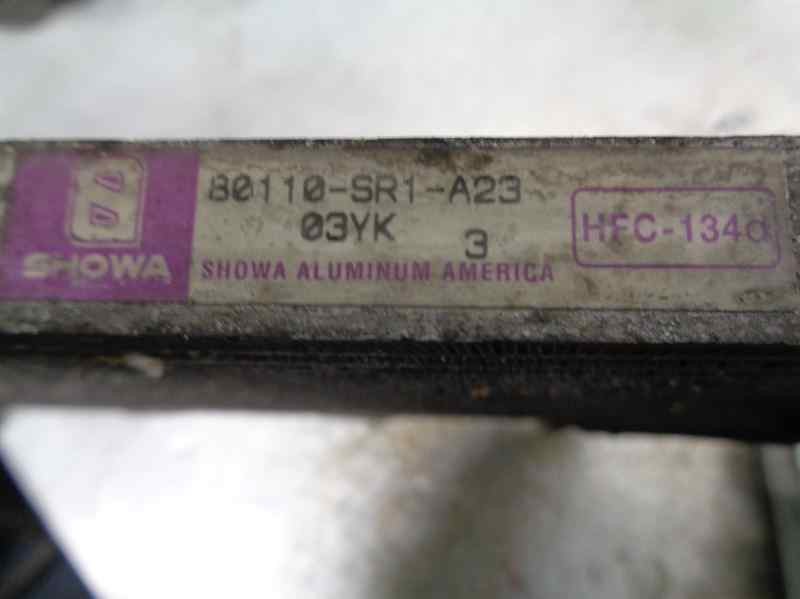 80110-SR1-A23
03YK 3
HFC-134a
SHOWA
SHOWA ALUMINUM AMERICA